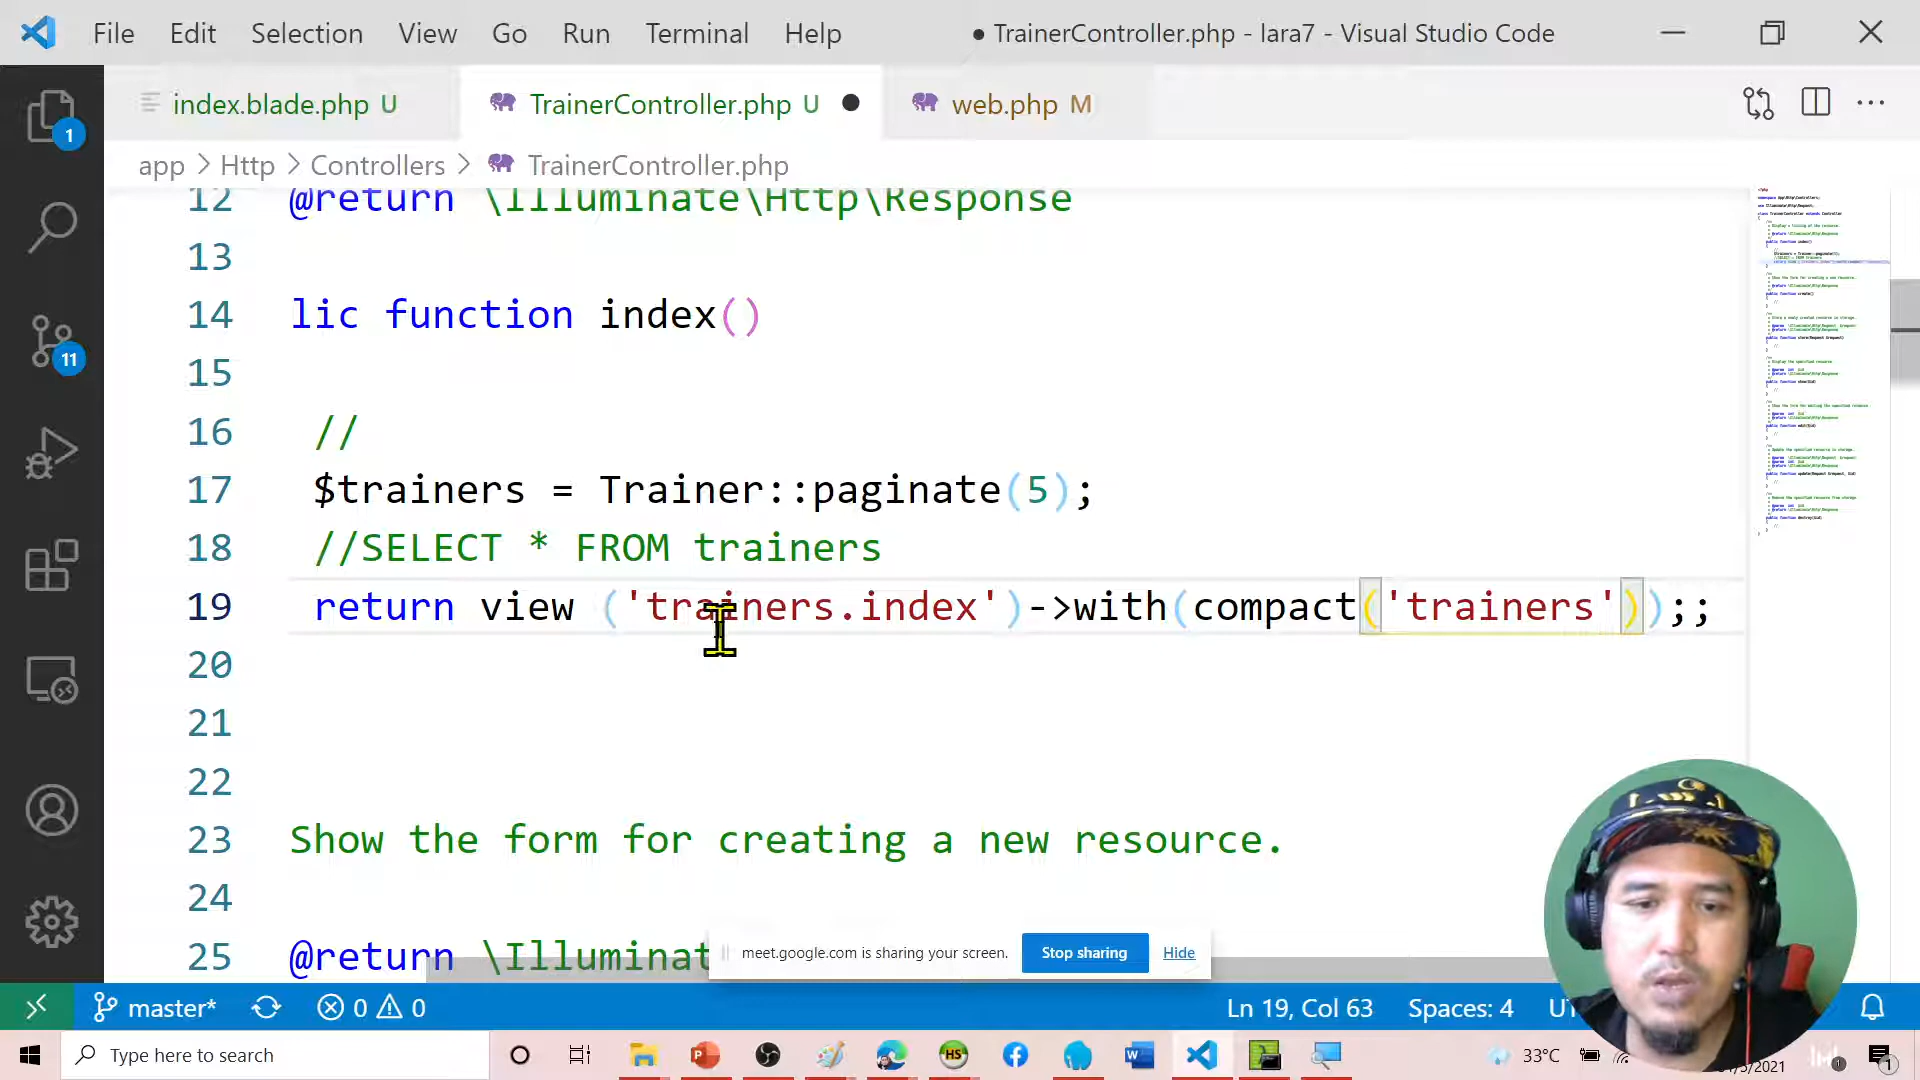 File Edit Selection View Go Run Terminal Help ● TrainerController.php - lara7 - Visual Studio Code
index.blade.php U TrainerController.php U ● web.php M
app > Http > Controllers > TrainerController.php
12 @return \Illuminate\Http\Response
13
14 lic function index()
15
16 //
17 $trainers = Trainer::paginate(5);
18 //SELECT * FROM trainers
19 return view ('trainers.index')->with(compact('trainers'));;
20
21
22
23 Show the form for creating a new resource.
24
25 @return \Illuminat
1
11
meet.google.com is sharing your screen. Stop sharing Hide
master* 0 0 Ln 19, Col 63 Spaces: 4
Type here to search 33°C